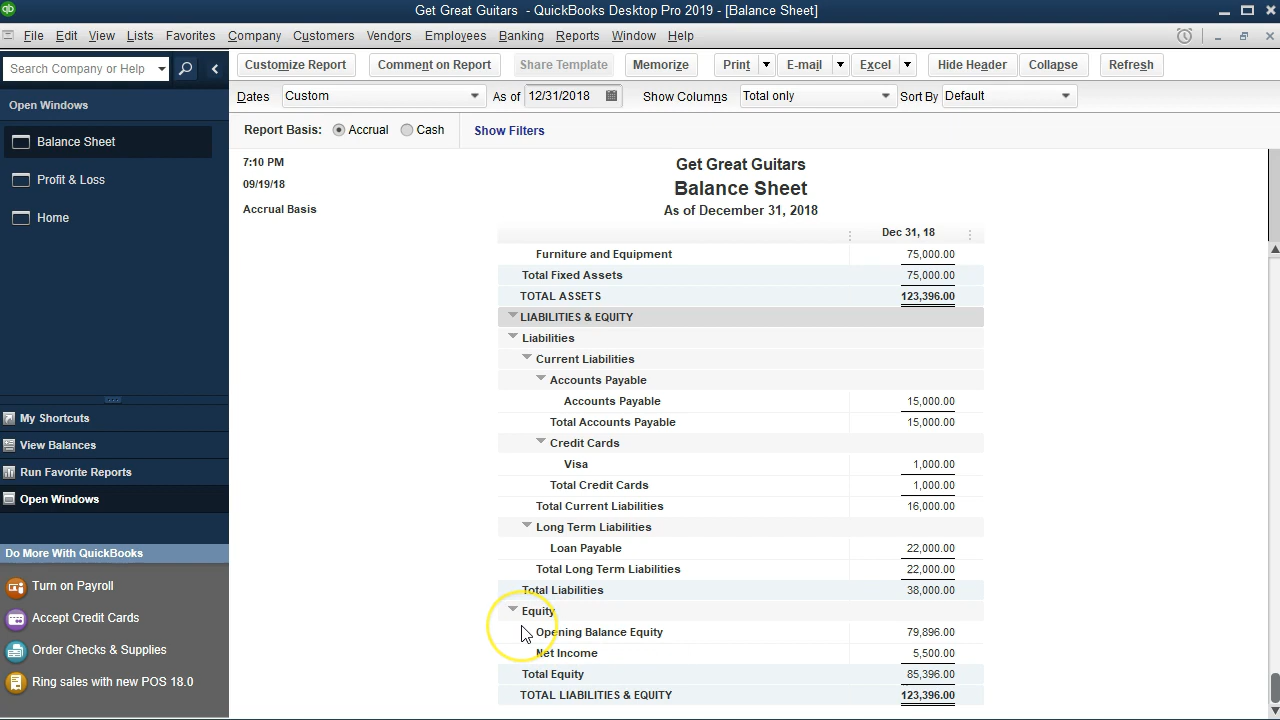 Get Great Guitars - QuickBooks Desktop Pro 2019 - [Balance Sheet]
File Edit View Lists Favorites Company Customers Vendors Employees Banking Reports Window Help
Search Company or Help
Customize Report Comment on Report Share Template Memorize Print E-mail Excel Hide Header Collapse Refresh
Dates Custom As of 12/31/2018 Show Columns Total only Sort By Default
Report Basis: Accrual Cash Show Filters
Open Windows
Balance Sheet
Profit & Loss
Home
My Shortcuts
View Balances
Run Favorite Reports
Open Windows
Do More With QuickBooks
Turn on Payroll
Accept Credit Cards
Order Checks & Supplies
Ring sales with new POS 18.0
7:10 PM
09/19/18
Accrual Basis
Get Great Guitars
Balance Sheet
As of December 31, 2018
Dec 31, 18
Furniture and Equipment 75,000.00
Total Fixed Assets 75,000.00
TOTAL ASSETS 123,396.00
LIABILITIES & EQUITY
Liabilities
Current Liabilities
Accounts Payable
Accounts Payable 15,000.00
Total Accounts Payable 15,000.00
Credit Cards
Visa 1,000.00
Total Credit Cards 1,000.00
Total Current Liabilities 16,000.00
Long Term Liabilities
Loan Payable 22,000.00
Total Long Term Liabilities 22,000.00
Total Liabilities 38,000.00
Equity
Opening Balance Equity 79,896.00
Net Income 5,500.00
Total Equity 85,396.00
TOTAL LIABILITIES & EQUITY 123,396.00